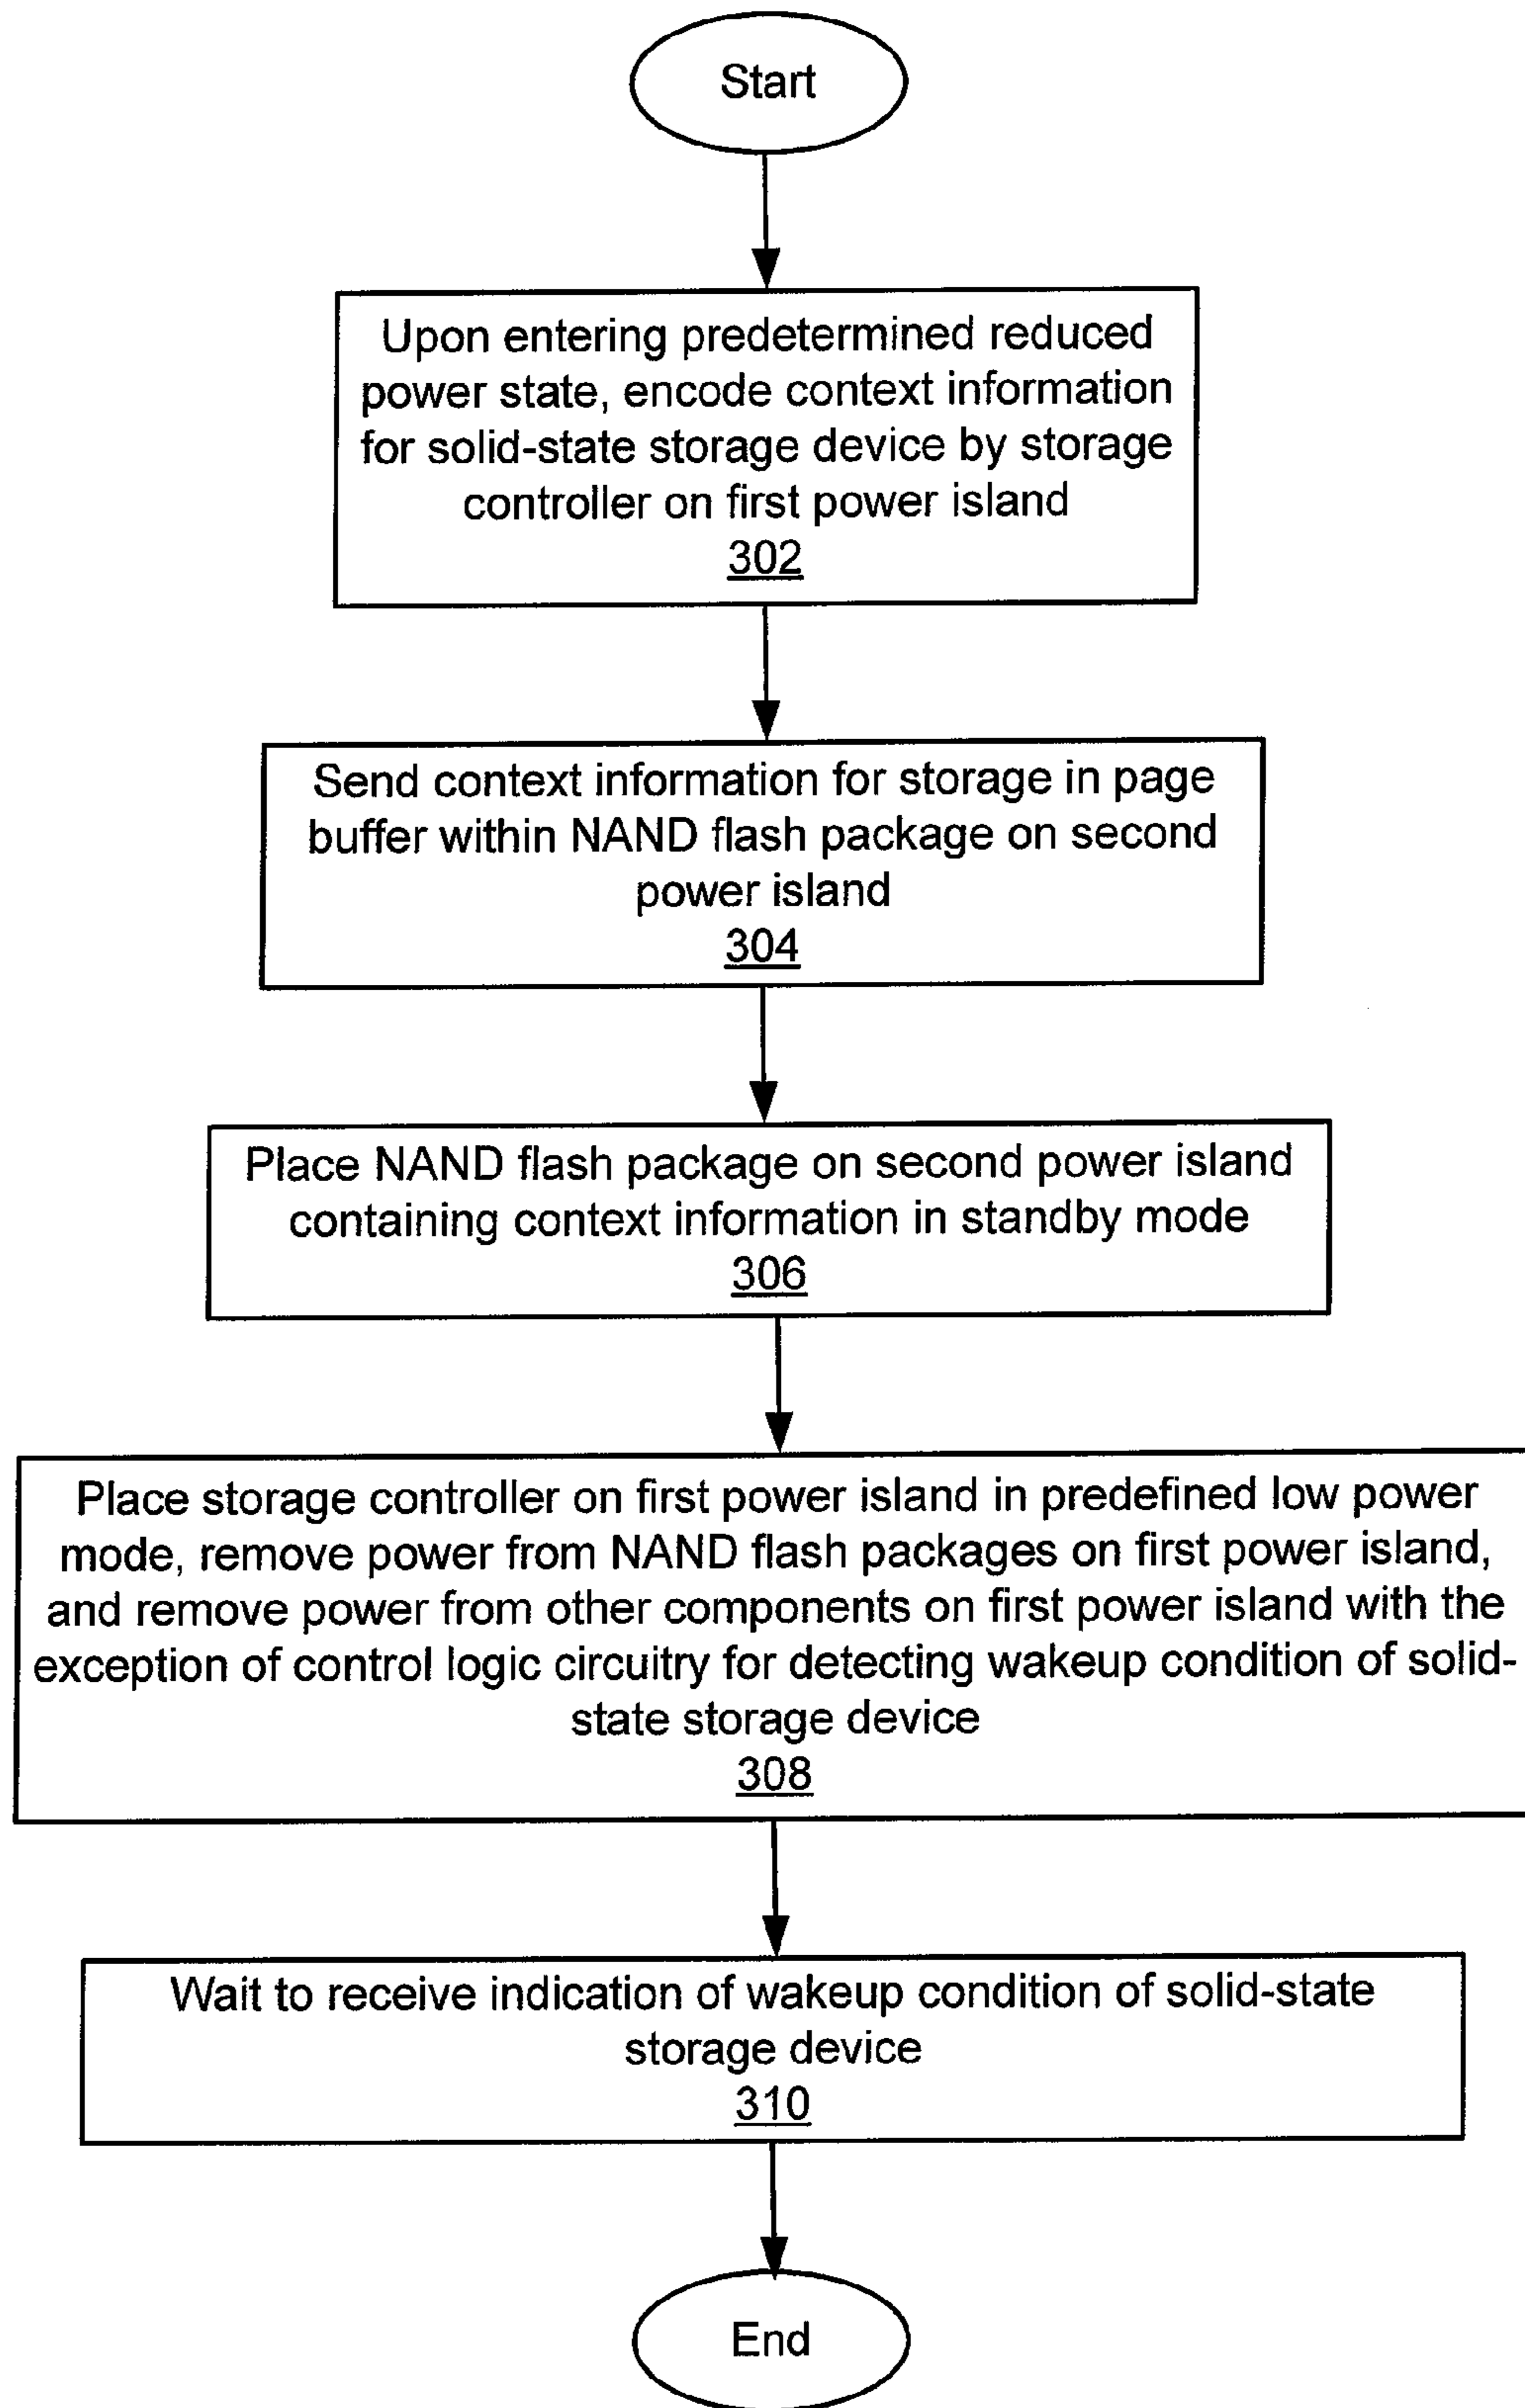 Start
Upon entering predetermined reduced
power state, encode context information
for solid-state storage device by storage
controller on first power island
302
Send context information for storage in page
buffer within NAND flash package on second
power island
304
Place NAND flash package on second power island
containing context information in standby mode
306
Place storage controller on first power island in predefined low power
mode, remove power from NAND flash packages on first power island,
and remove power from other components on first power island with the
exception of control logic circuitry for detecting wakeup condition of solid-
state storage device
308
Wait to receive indication of wakeup condition of solid-state
storage device
310
End